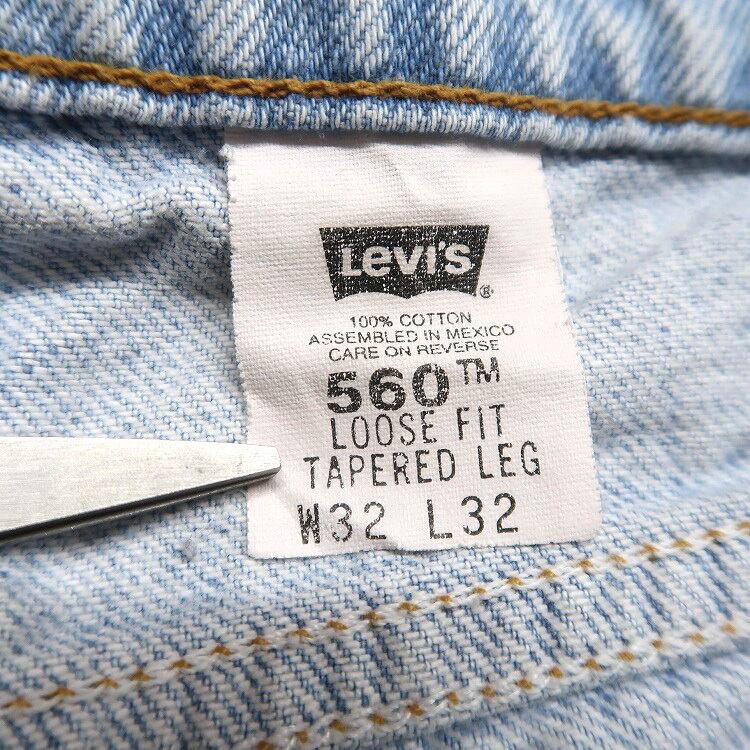 Levi's
®
100% COTTON
ASSEMBLED IN MEXICO
CARE ON REVERSE
560™
LOOSE FIT
TAPERED LEG
W32 L32